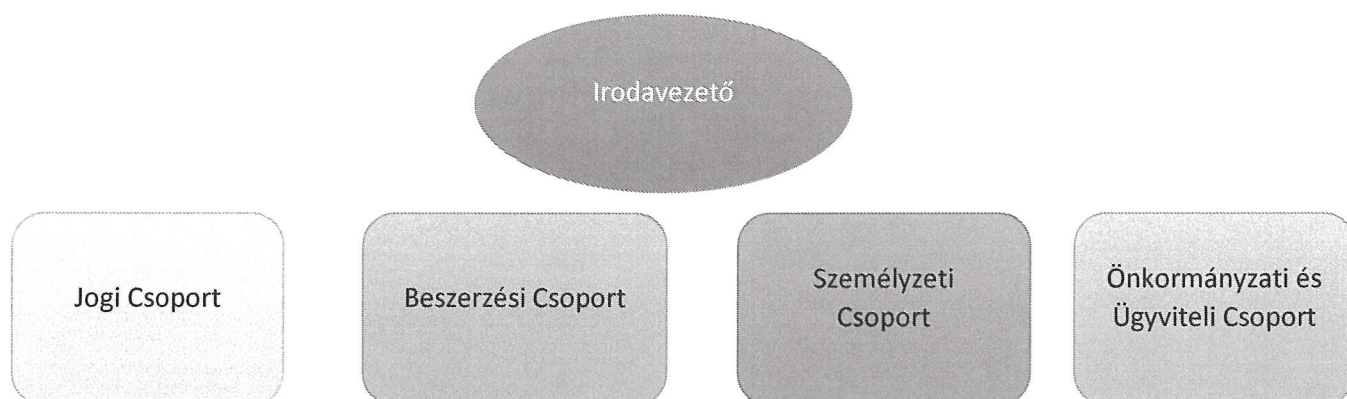 Irodavezető
Jogi Csoport
Beszerzési Csoport
Személyzeti
Csoport
Önkormányzati és
Ügyviteli Csoport